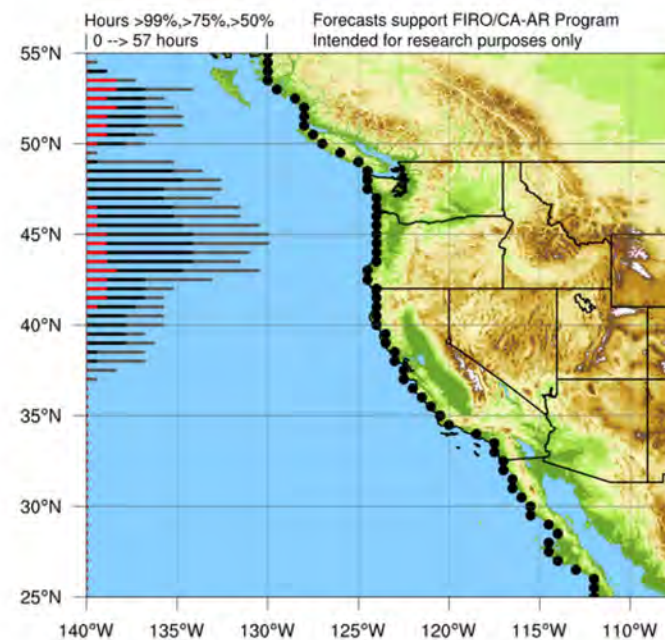 Hours >99%,>75%,>50% Forecasts support FIRO/CA-AR Program
| 0 --> 57 hours | Intended for research purposes only
55°N
50°N
45°N
40°N
35°N
30°N
25°N
140°W 135°W 130°W 125°W 120°W 115°W 110°W